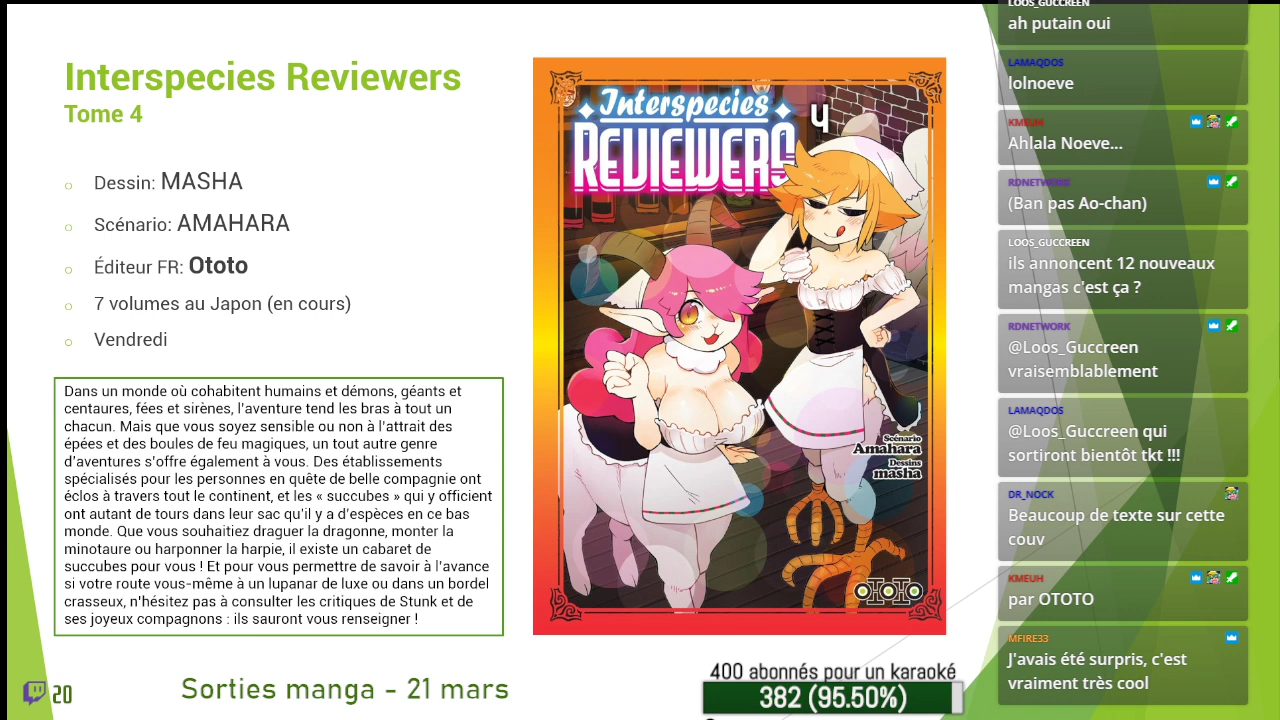 Interspecies Reviewers
Tome 4
Dessin: MASHA
Scénario: AMAHARA
Éditeur FR: Ototo
7 volumes au Japon (en cours)
Vendredi
Dans un monde où cohabitent humains et démons, géants et
centaures, fées et sirènes, l’aventure tend les bras à tout un
chacun. Mais que vous soyez sensible ou non à l’attrait des
épées et des boules de feu magiques, un tout autre genre
d’aventures s’offre également à vous. Des établissements
spécialisés pour les personnes en quête de belle compagnie ont
éclos à travers tout le continent, et les « succubes » qui y officient
ont autant de tours dans leur sac qu’il y a d’espèces en ce bas
monde. Que vous souhaitiez draguer la dragonne, monter la
minotaure ou harponner la harpie, il existe un cabaret de
succubes pour vous ! Et pour vous permettre de savoir à l’avance
si votre route vous-même à un lupanar de luxe ou dans un bordel
crasseux, n’hésitez pas à consulter les critiques de Stunk et de
ses joyeux compagnons : ils sauront vous renseigner !
Interspecies
REVIEWERS
4
Scénario
Amahara
Dessins
masha
OTOTO
20
Sorties manga - 21 mars
400 abonnés pour un karaoké
382 (95.50%)
LOOS_GUCCREEN
ah putain oui
LAMAQDOS
lolnoeve
KMEUH
Ahlala Noeve...
RDNETWORK
(Ban pas Ao-chan)
LOOS_GUCCREEN
ils annoncent 12 nouveaux
mangas c'est ça ?
RDNETWORK
@Loos_Guccreen
vraisemblablement
LAMAQDOS
@Loos_Guccreen qui
sortiront bientôt tkt !!!
DR_NOCK
Beaucoup de texte sur cette
couv
KMEUH
par OTOTO
MFIRE33
J'avais été surpris, c'est
vraiment très cool